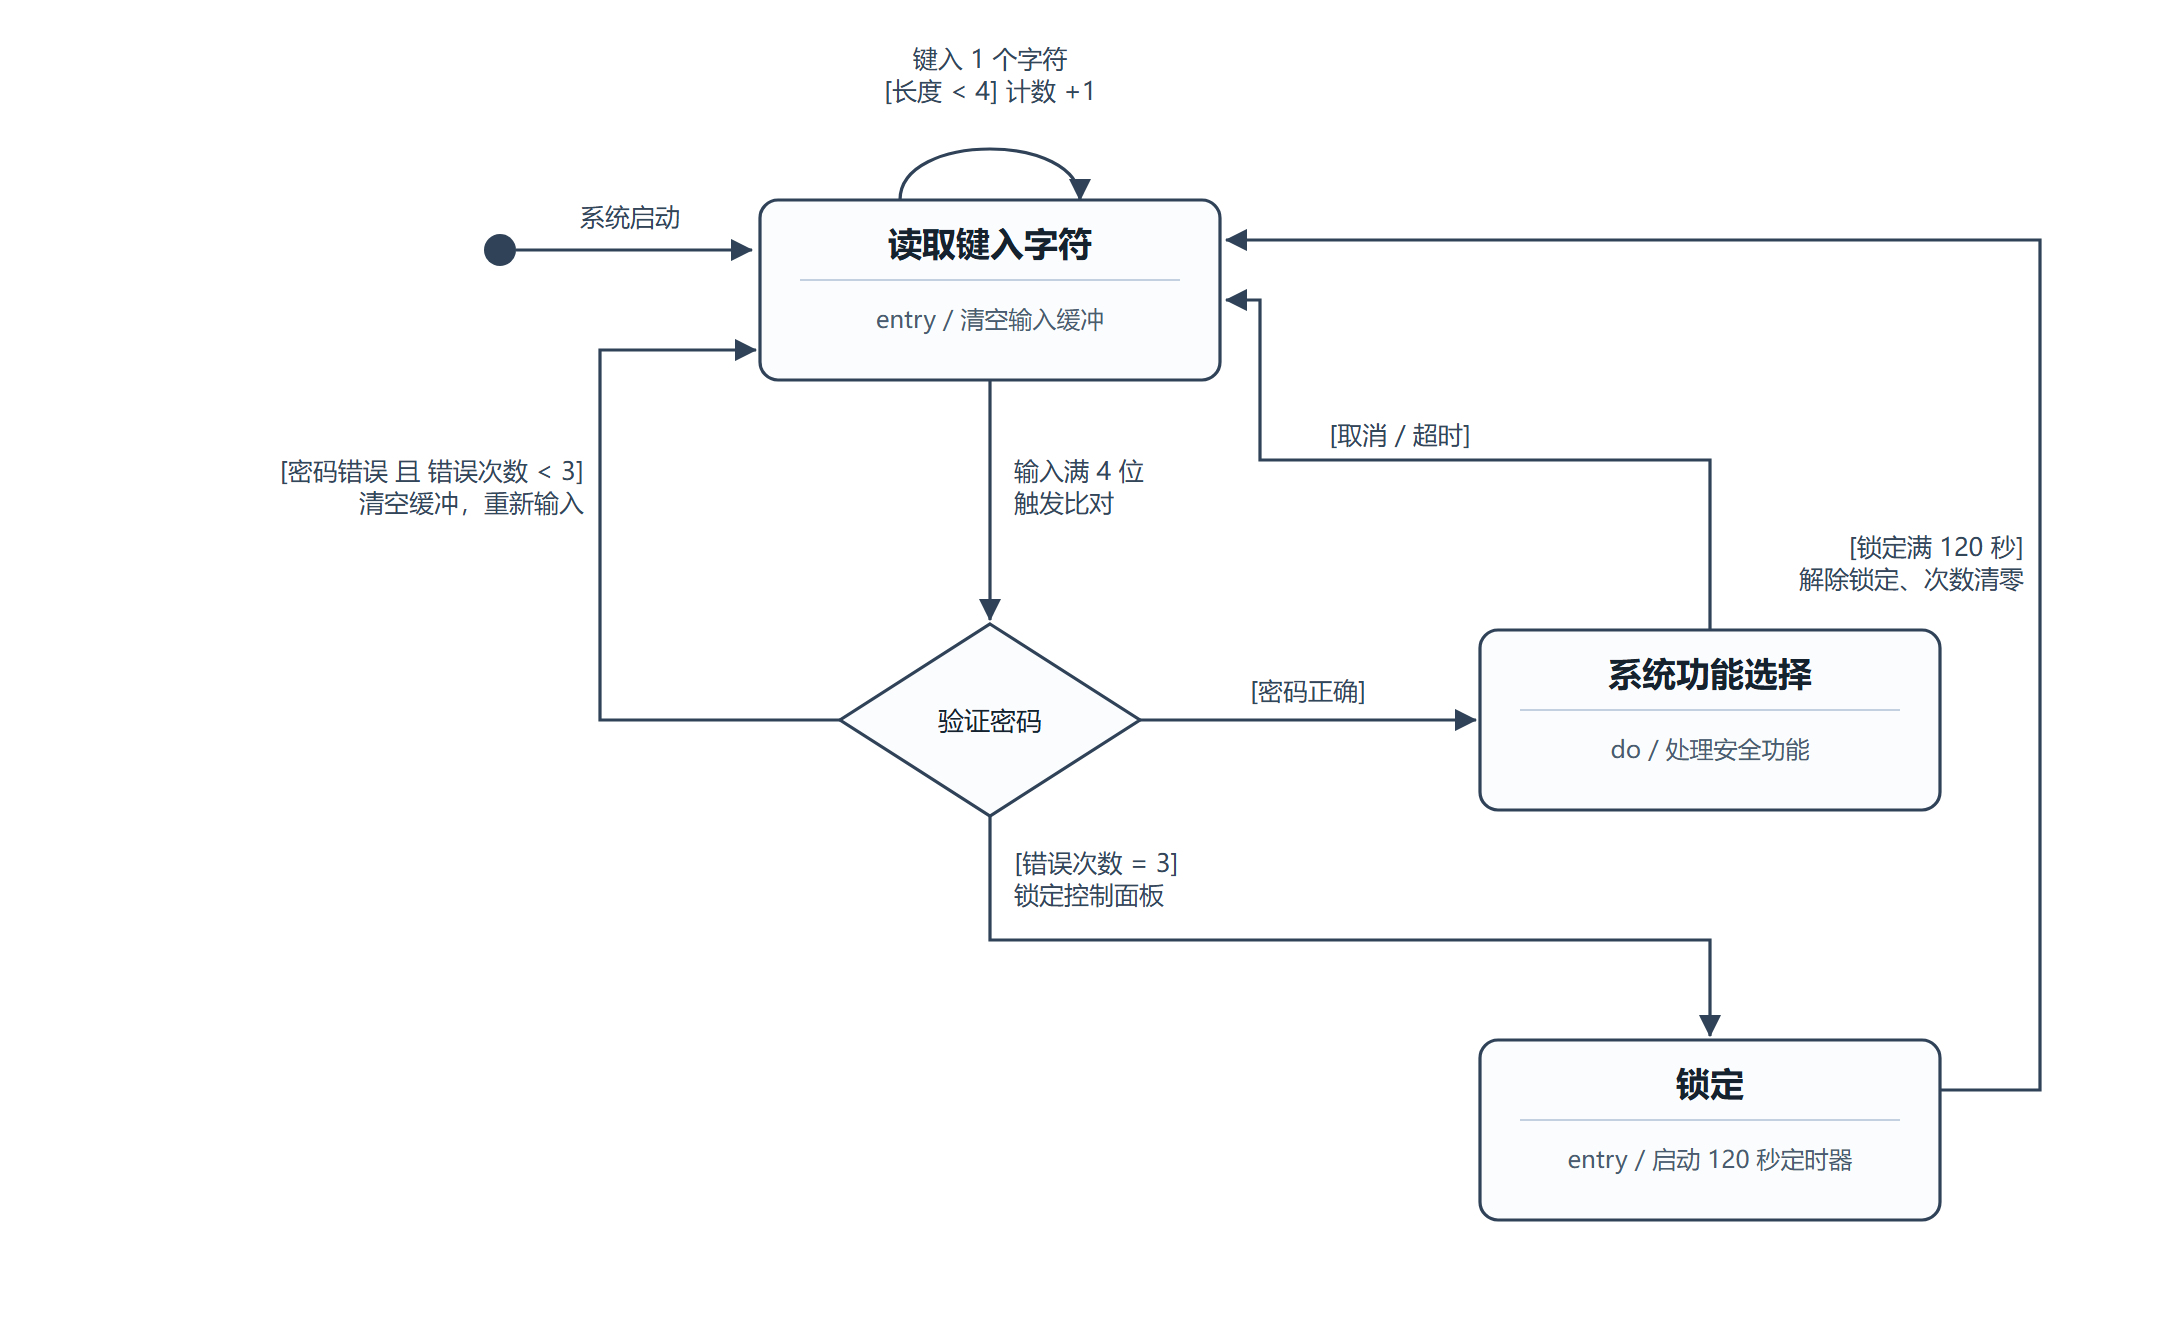 键入 1 个字符
[长度 < 4] 计数 +1
系统启动
读取键入字符
entry / 清空输入缓冲
[取消 / 超时]
[密码错误 且 错误次数 < 3]
清空缓冲，重新输入
输入满 4 位
触发比对
[锁定满 120 秒]
解除锁定、次数清零
验证密码
[密码正确]
系统功能选择
do / 处理安全功能
[错误次数 = 3]
锁定控制面板
锁定
entry / 启动 120 秒定时器